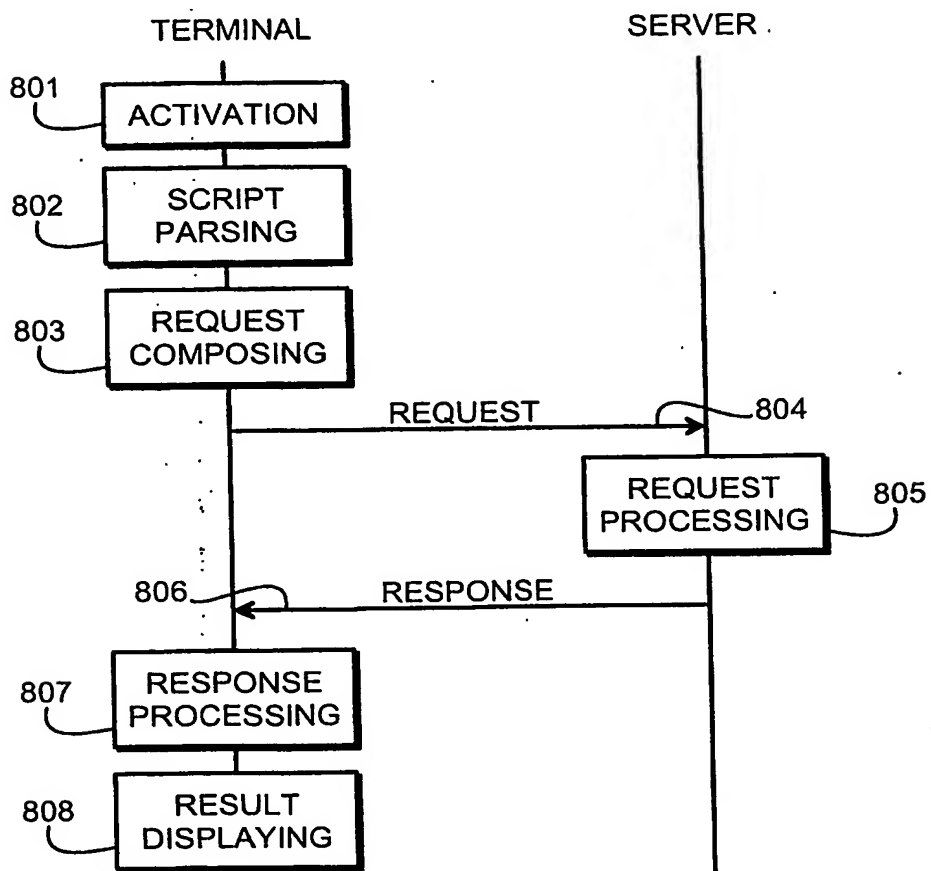 TERMINAL
SERVER
801
ACTIVATION
802
SCRIPT
PARSING
803
REQUEST
COMPOSING
REQUEST
804
REQUEST
PROCESSING
805
806
RESPONSE
807
RESPONSE
PROCESSING
808
RESULT
DISPLAYING